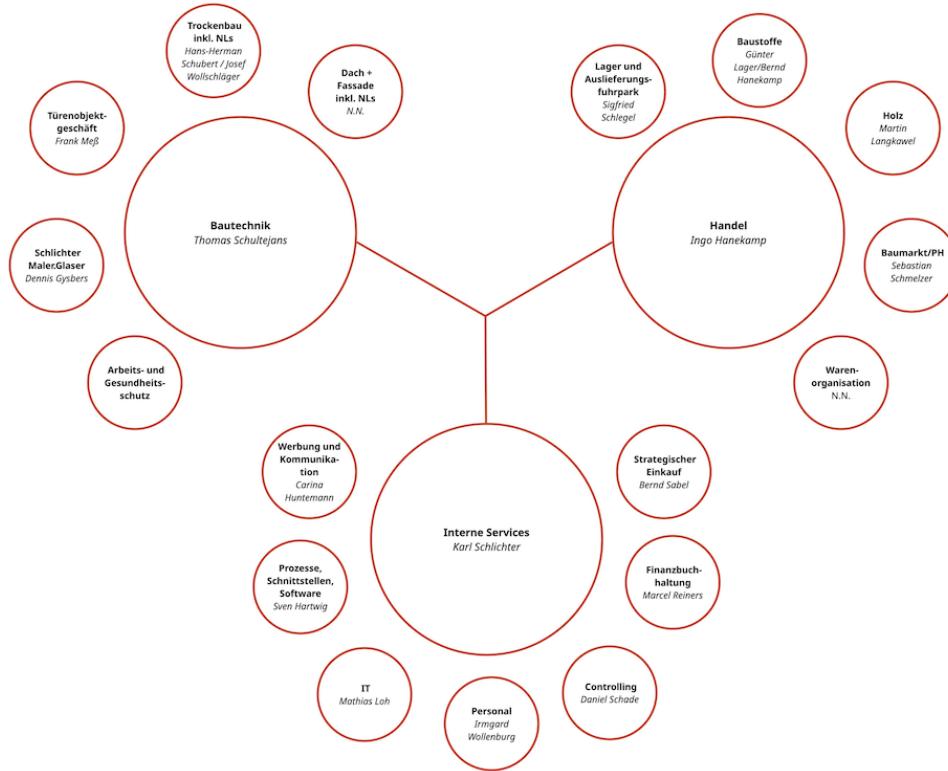 Trockenbau
inkl. NLs
Hans-Herman
Schubert / Josef
Wollschläger
Dach +
Fassade
inkl. NLs
N.N.
Türenobjekt-
geschäft
Frank Meß
Bautechnik
Thomas Schultejans
Schlichter
Maler.Glaser
Dennis Gysbers
Arbeits- und
Gesundheits-
schutz
Lager und
Auslieferungs-
fuhrpark
Sigfried
Schlegel
Baustoffe
Günter
Lager/Bernd
Hanekamp
Holz
Martin
Langkawel
Handel
Ingo Hanekamp
Baumarkt/PH
Sebastian
Schmelzer
Waren-
organisation
N.N.
Werbung und
Kommunika-
tion
Carina
Huntemann
Strategischer
Einkauf
Bernd Sabel
Interne Services
Karl Schlichter
Prozesse,
Schnittstellen,
Software
Sven Hartwig
Finanzbuch-
haltung
Marcel Reiners
IT
Mathias Loh
Personal
Irmgard
Wollenburg
Controlling
Daniel Schade